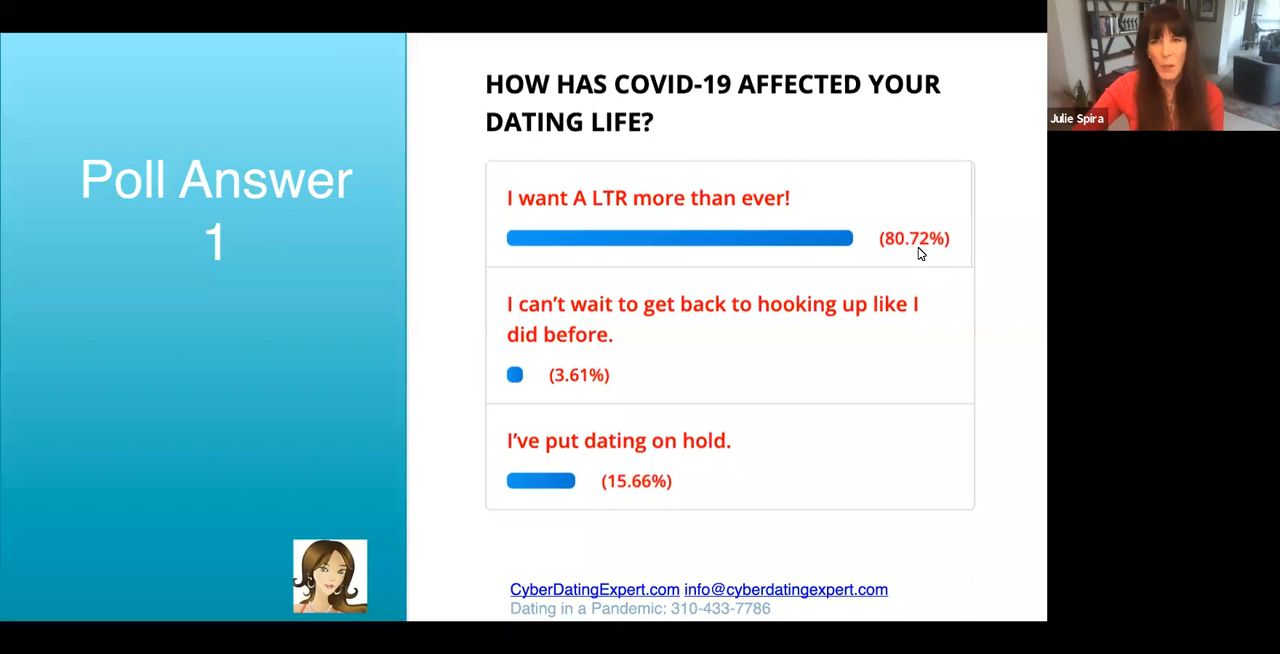 Poll Answer
1
HOW HAS COVID-19 AFFECTED YOUR
DATING LIFE?
I want A LTR more than ever!
(80.72%)
I can’t wait to get back to hooking up like I
did before.
(3.61%)
I’ve put dating on hold.
(15.66%)
CyberDatingExpert.com info@cyberdatingexpert.com
Dating in a Pandemic: 310-433-7786
Julie Spira